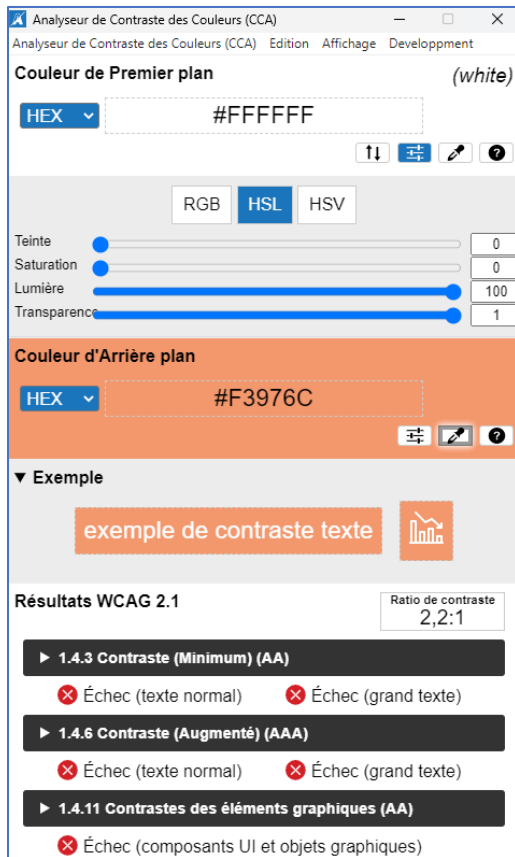 Analyseur de Contraste des Couleurs (CCA)
Analyseur de Contraste des Couleurs (CCA) Edition Affichage Developpment
Couleur de Premier plan (white)
HEX #FFFFFF
RGB HSL HSV
Teinte 0
Saturation 0
Lumière 100
Transparence 1
Couleur d'Arrière plan
HEX #F3976C
▼ Exemple
exemple de contraste texte
Résultats WCAG 2.1
Ratio de contraste
2,2:1
▶ 1.4.3 Contraste (Minimum) (AA)
Échec (texte normal) Échec (grand texte)
▶ 1.4.6 Contraste (Augmenté) (AAA)
Échec (texte normal) Échec (grand texte)
▶ 1.4.11 Contrastes des éléments graphiques (AA)
Échec (composants UI et objets graphiques)